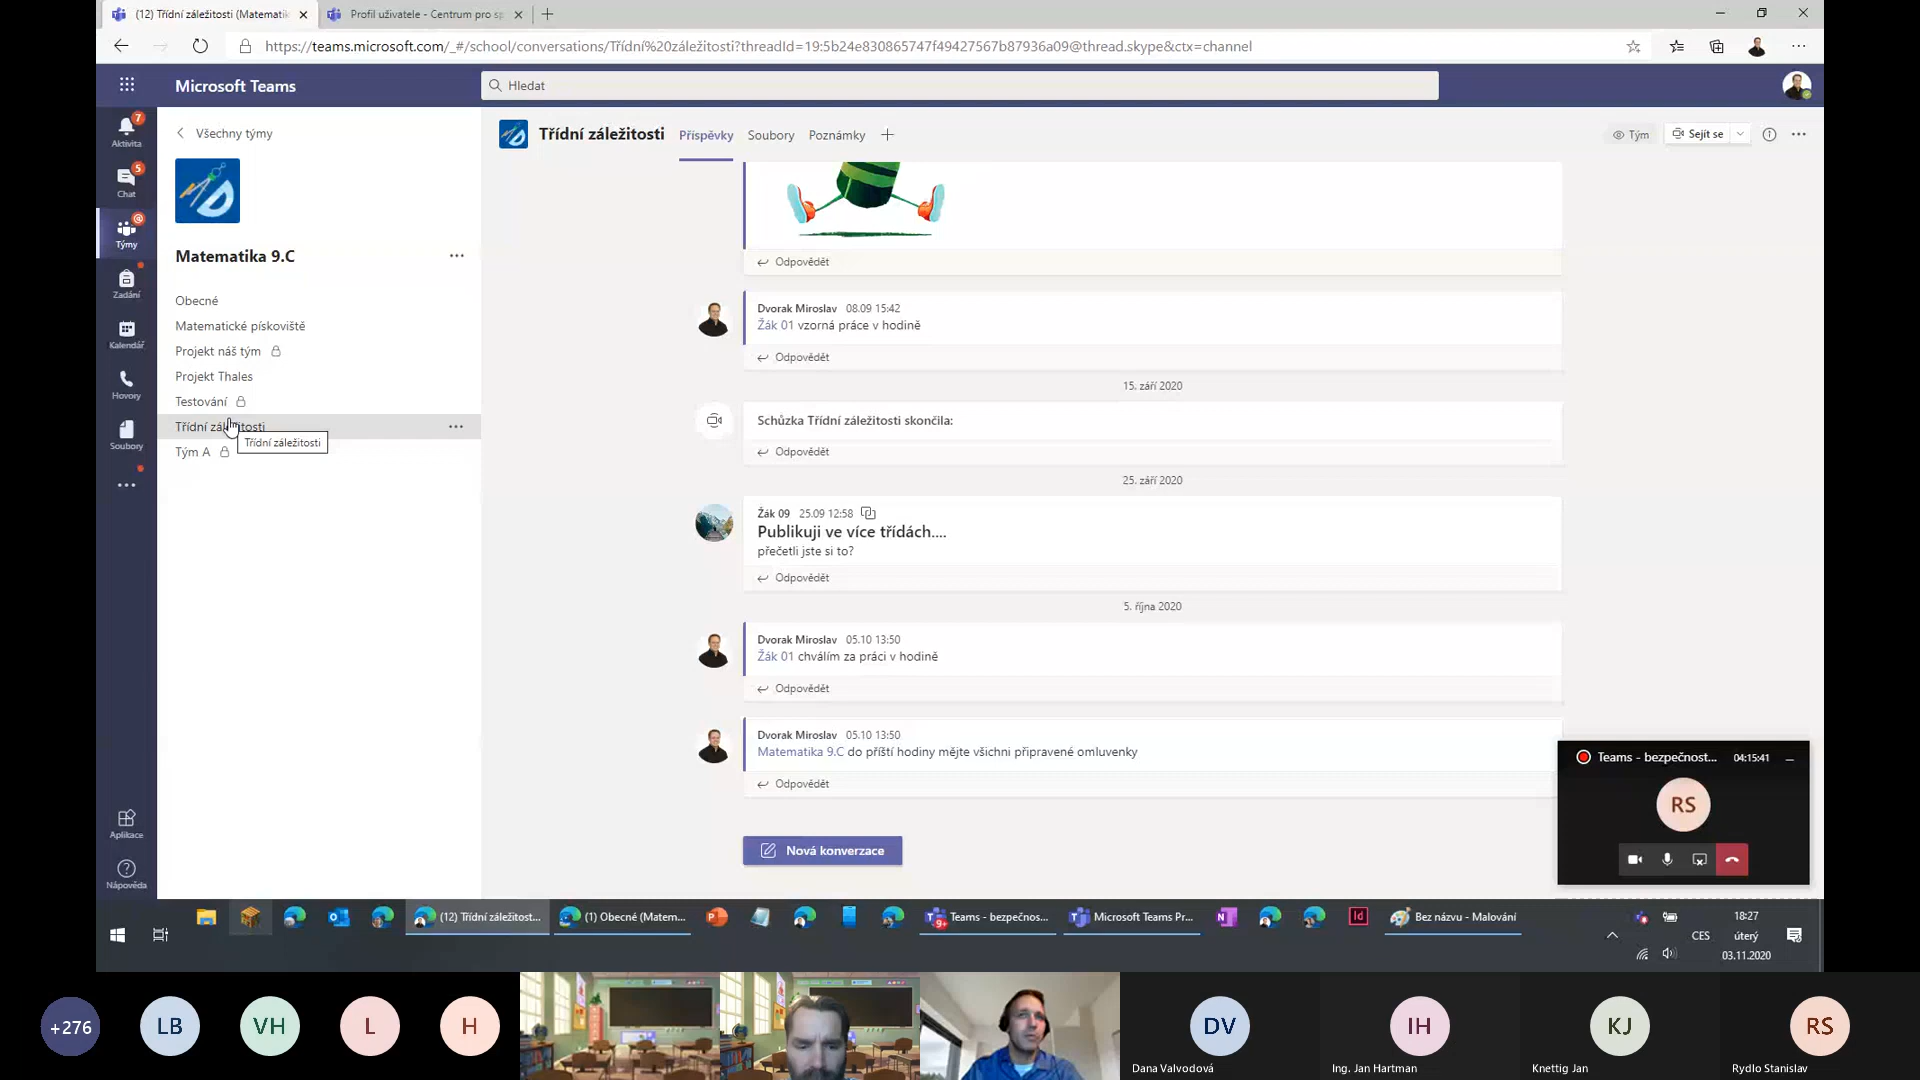 (12) Třídní záležitosti (Matematik
Profil uživatele - Centrum pro sp
https://teams.microsoft.com/_#/school/conversations/Třídní%20záležitosti?threadId=19:5b24e830865747f49427567b87936a09@thread.skype&ctx=channel
Microsoft Teams
Hledat
7
Aktivita
5
Chat
Týmy
Zadání
Kalendář
Hovory
Soubory
Aplikace
Nápověda
Všechny týmy
Matematika 9.C
Obecné
Matematické pískoviště
Projekt náš tým
Projekt Thales
Testování
Třídní záležitosti
Třídní záležitosti
Tým A
Třídní záležitosti
Příspěvky
Soubory
Poznámky
Tým
Sejít se
Odpovědět
Dvorak Miroslav 08.09 15:42
Žák 01 vzorná práce v hodině
Odpovědět
15. září 2020
Schůzka Třídní záležitosti skončila:
Odpovědět
25. září 2020
Žák 09 25.09 12:58
Publikuji ve více třídách....
přečetli jste si to?
Odpovědět
5. října 2020
Dvorak Miroslav 05.10 13:50
Žák 01 chválím za práci v hodině
Odpovědět
Dvorak Miroslav 05.10 13:50
Matematika 9.C do příští hodiny mějte všichni připravené omluvenky
Odpovědět
Nová konverzace
Teams - bezpečnost... 04:15:41
RS
(12) Třídní záležitost...
(1) Obecné (Matem...
9+
Teams - bezpečnos...
Microsoft Teams Pr...
Id
Bez názvu - Malování
CES
18:27
úterý
03.11.2020
+276
LB
VH
L
H
DV
Dana Valvodová
IH
Ing. Jan Hartman
KJ
Knettig Jan
RS
Rydlo Stanislav